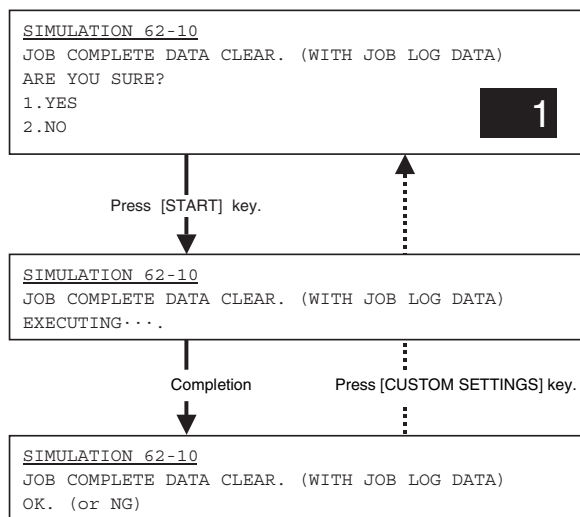 SIMULATION 62-10
JOB COMPLETE DATA CLEAR. (WITH JOB LOG DATA)
ARE YOU SURE?
1.YES
2.NO
1
Press [START] key.
SIMULATION 62-10
JOB COMPLETE DATA CLEAR. (WITH JOB LOG DATA)
EXECUTING···.
Completion
Press [CUSTOM SETTINGS] key.
SIMULATION 62-10
JOB COMPLETE DATA CLEAR. (WITH JOB LOG DATA)
OK. (or NG)